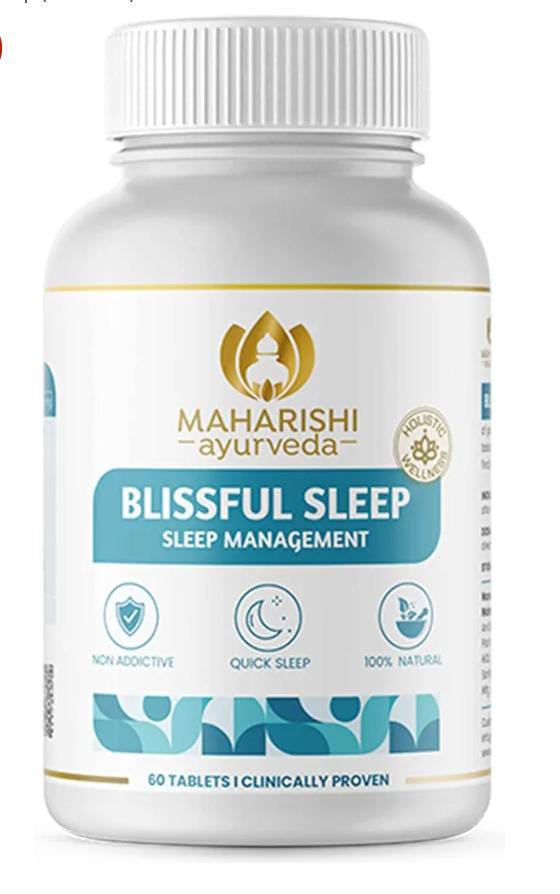 MAHARISHI
ayurveda
HOLISTIC
WELLNESS
BLISSFUL SLEEP
SLEEP MANAGEMENT
NON ADDICTIVE
QUICK SLEEP
100% NATURAL
60 TABLETS I CLINICALLY PROVEN